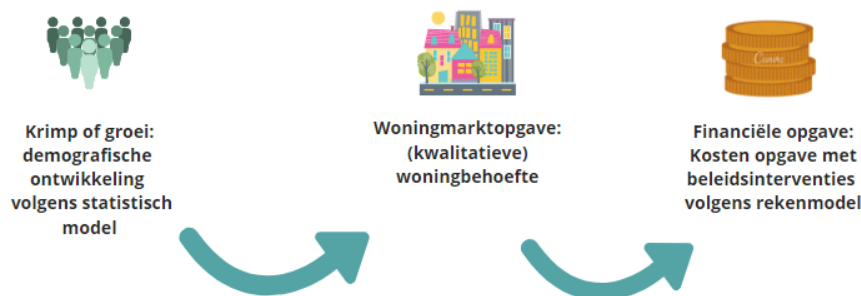 Krimp of groei:
demografische
ontwikkeling
volgens statistisch
model
Woningmarktopgave:
(kwalitatieve)
woningbehoefte
Canva
Financiële opgave:
Kosten opgave met
beleidsinterventies
volgens rekenmodel